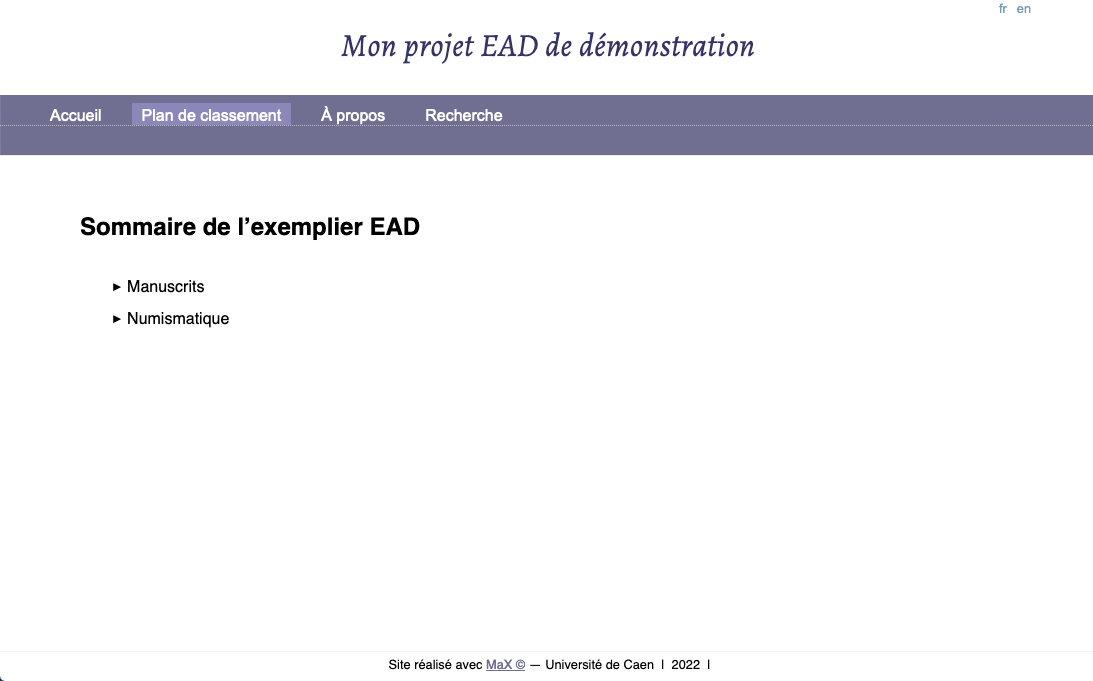 fr en
Mon projet EAD de démonstration
Accueil Plan de classement À propos Recherche
Sommaire de l’exemplier EAD
▸ Manuscrits
▸ Numismatique
Site réalisé avec MaX © — Université de Caen | 2022 |